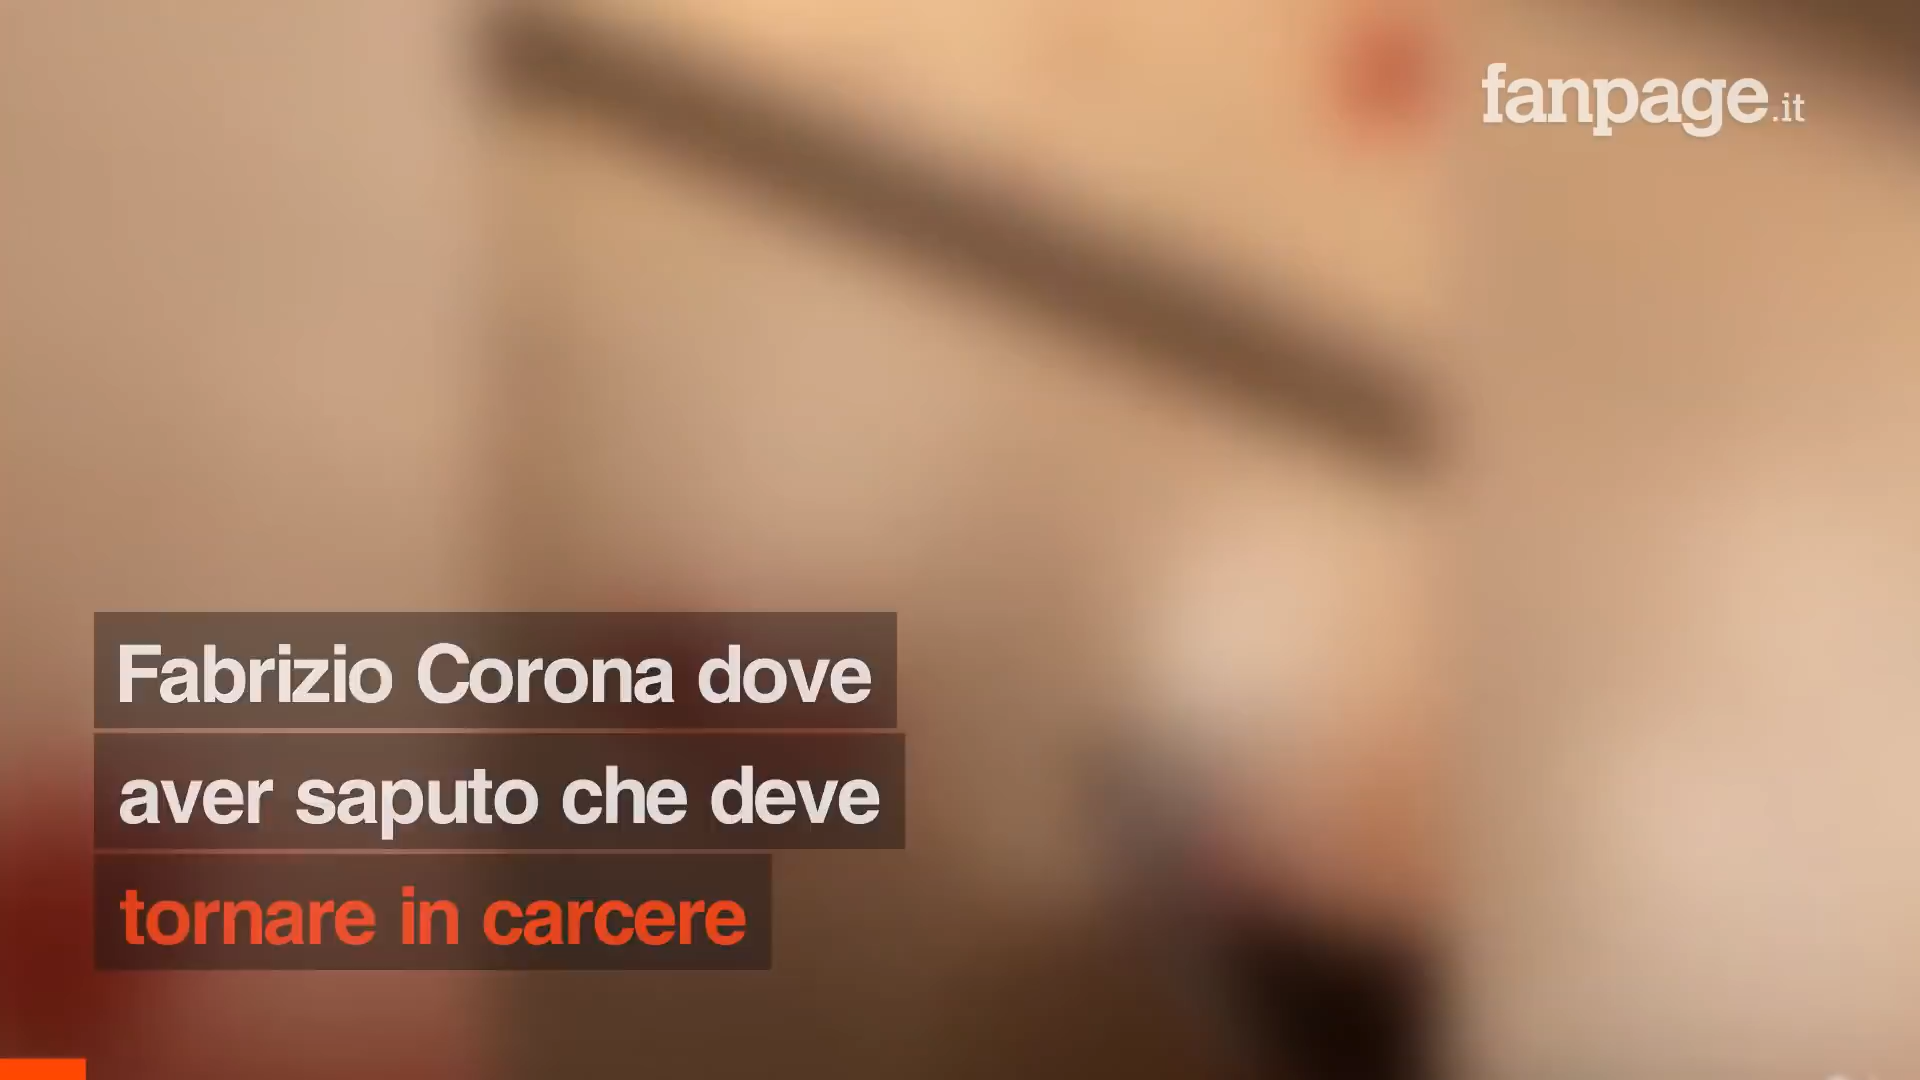 fanpage.it
Fabrizio Corona dove
aver saputo che deve
tornare in carcere